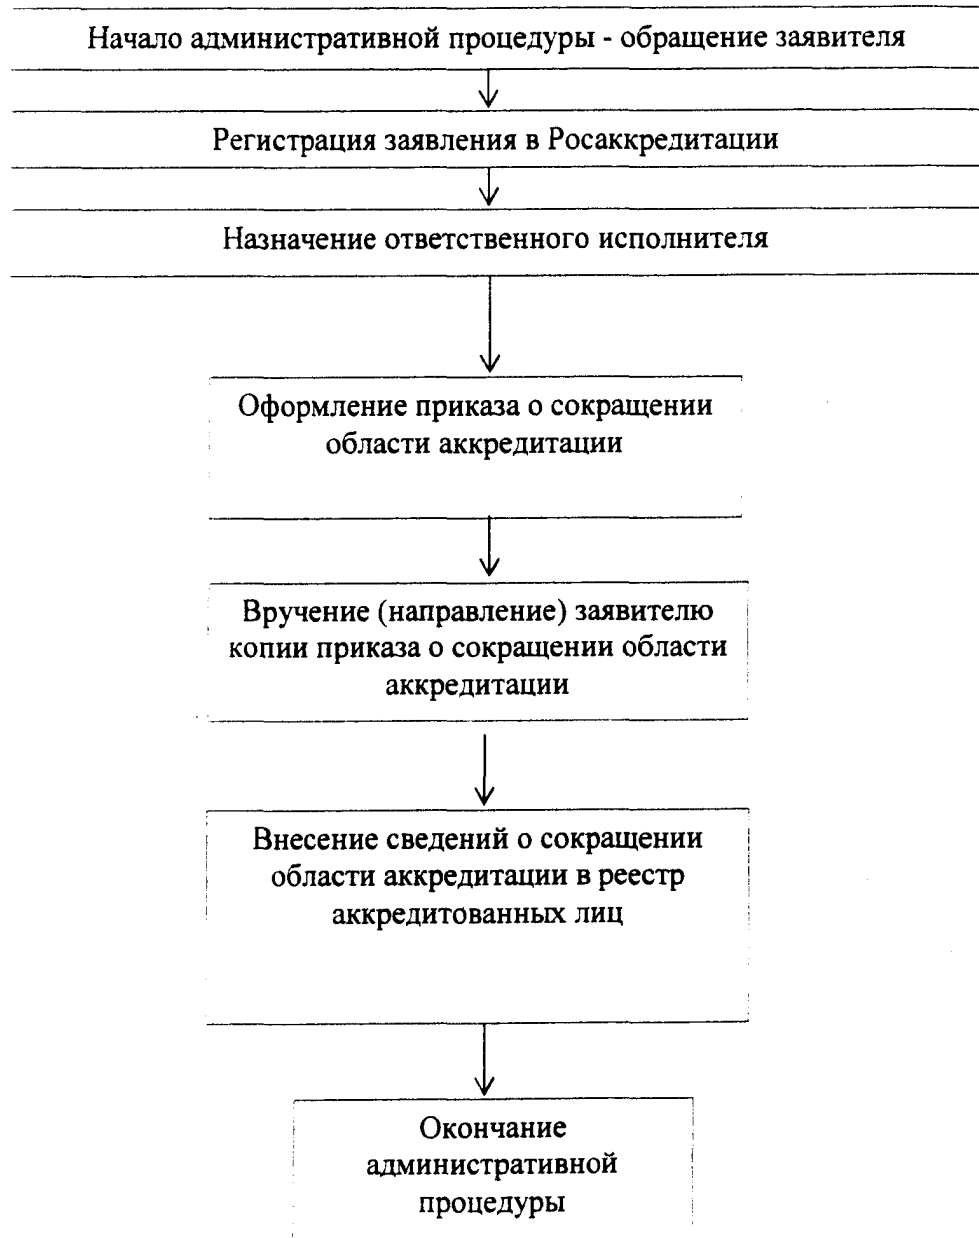 Начало административной процедуры - обращение заявителя
Регистрация заявления в Росаккредитации
Назначение ответственного исполнителя
Оформление приказа о сокращении
области аккредитации
Вручение (направление) заявителю
копии приказа о сокращении области
аккредитации
Внесение сведений о сокращении
области аккредитации в реестр
аккредитованных лиц
Окончание
административной
процедуры